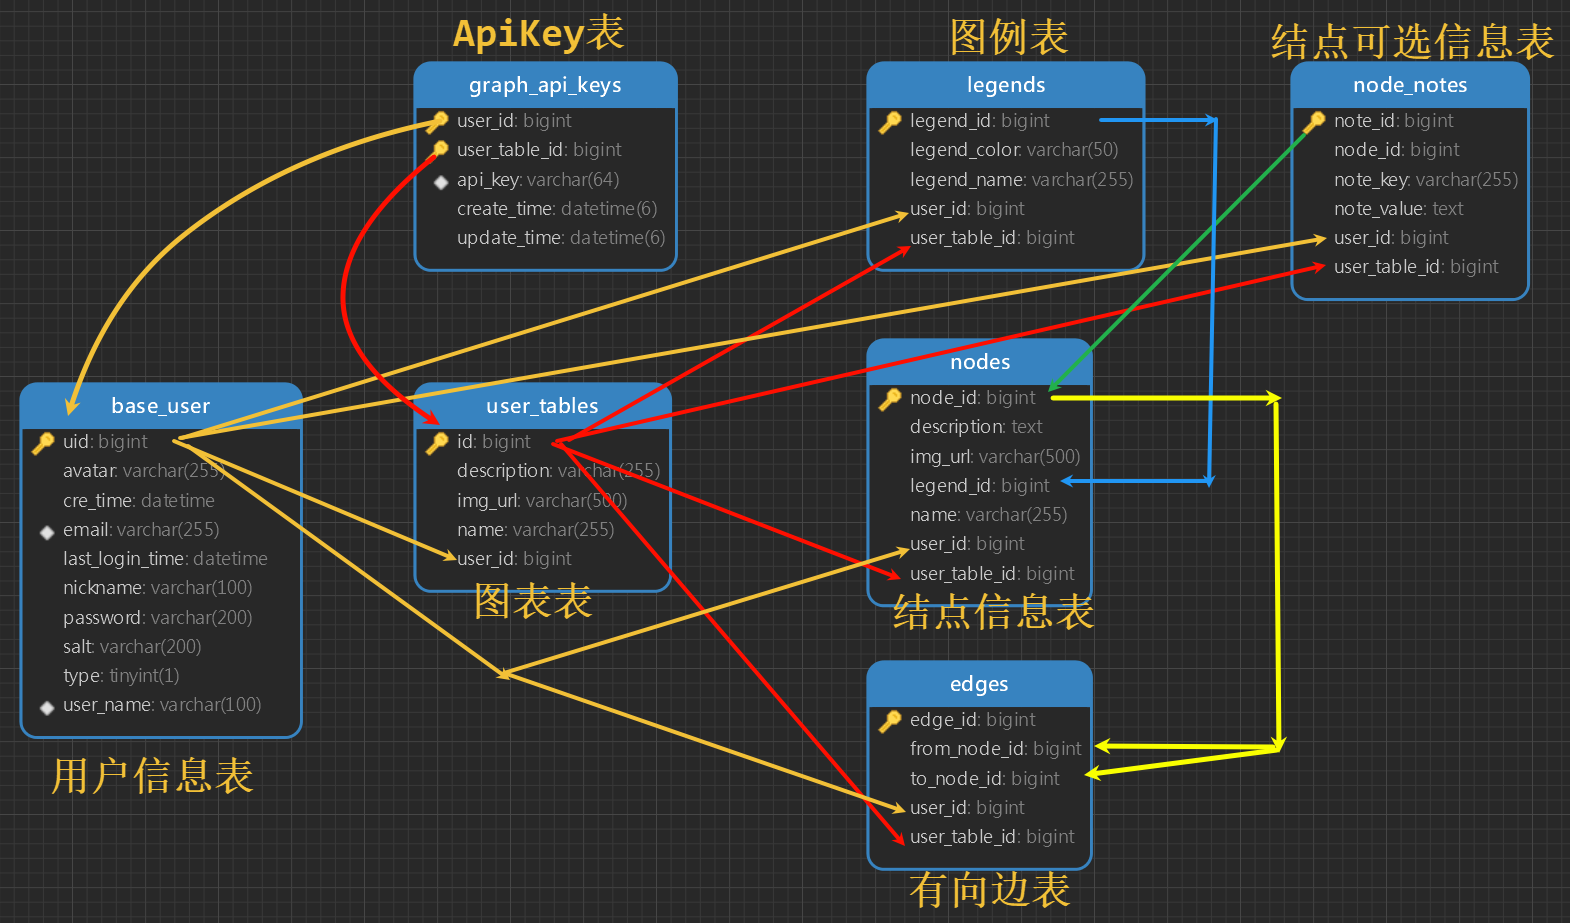 ApiKey表
graph_api_keys
user_id: bigint
user_table_id: bigint
api_key: varchar(64)
create_time: datetime(6)
update_time: datetime(6)
图例表
legends
legend_id: bigint
legend_color: varchar(50)
legend_name: varchar(255)
user_id: bigint
user_table_id: bigint
结点可选信息表
node_notes
note_id: bigint
node_id: bigint
note_key: varchar(255)
note_value: text
user_id: bigint
user_table_id: bigint
base_user
uid: bigint
avatar: varchar(255)
cre_time: datetime
email: varchar(255)
last_login_time: datetime
nickname: varchar(100)
password: varchar(200)
salt: varchar(200)
type: tinyint(1)
user_name: varchar(100)
用户信息表
user_tables
id: bigint
description: varchar(255)
img_url: varchar(500)
name: varchar(255)
user_id: bigint
图表表
nodes
node_id: bigint
description: text
img_url: varchar(500)
legend_id: bigint
name: varchar(255)
user_id: bigint
user_table_id: bigint
结点信息表
edges
edge_id: bigint
from_node_id: bigint
to_node_id: bigint
user_id: bigint
user_table_id: bigint
有向边表